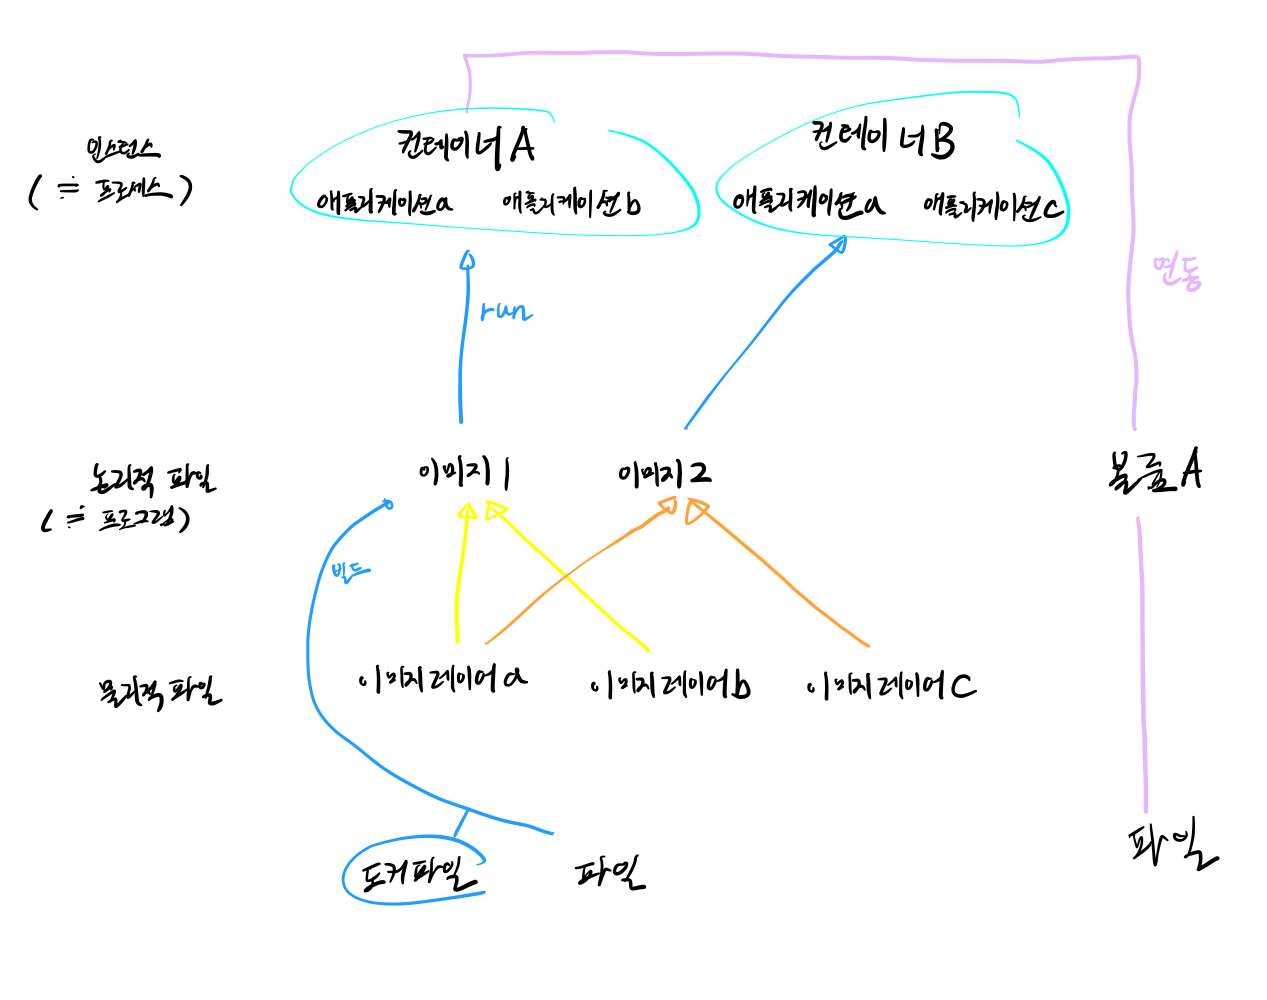 인스턴스
(≒ 프로세스)
컨테이너 A
애플리케이션a 애플리케이션b
컨테이너 B
애플리케이션a 애플리케이션c
run
연동
논리적 파일
(≒ 프로그램)
이미지1
이미지2
볼륨 A
빌드
물리적 파일
이미지 레이어 a
이미지 레이어 b
이미지 레이어 c
도커파일
파일
파일